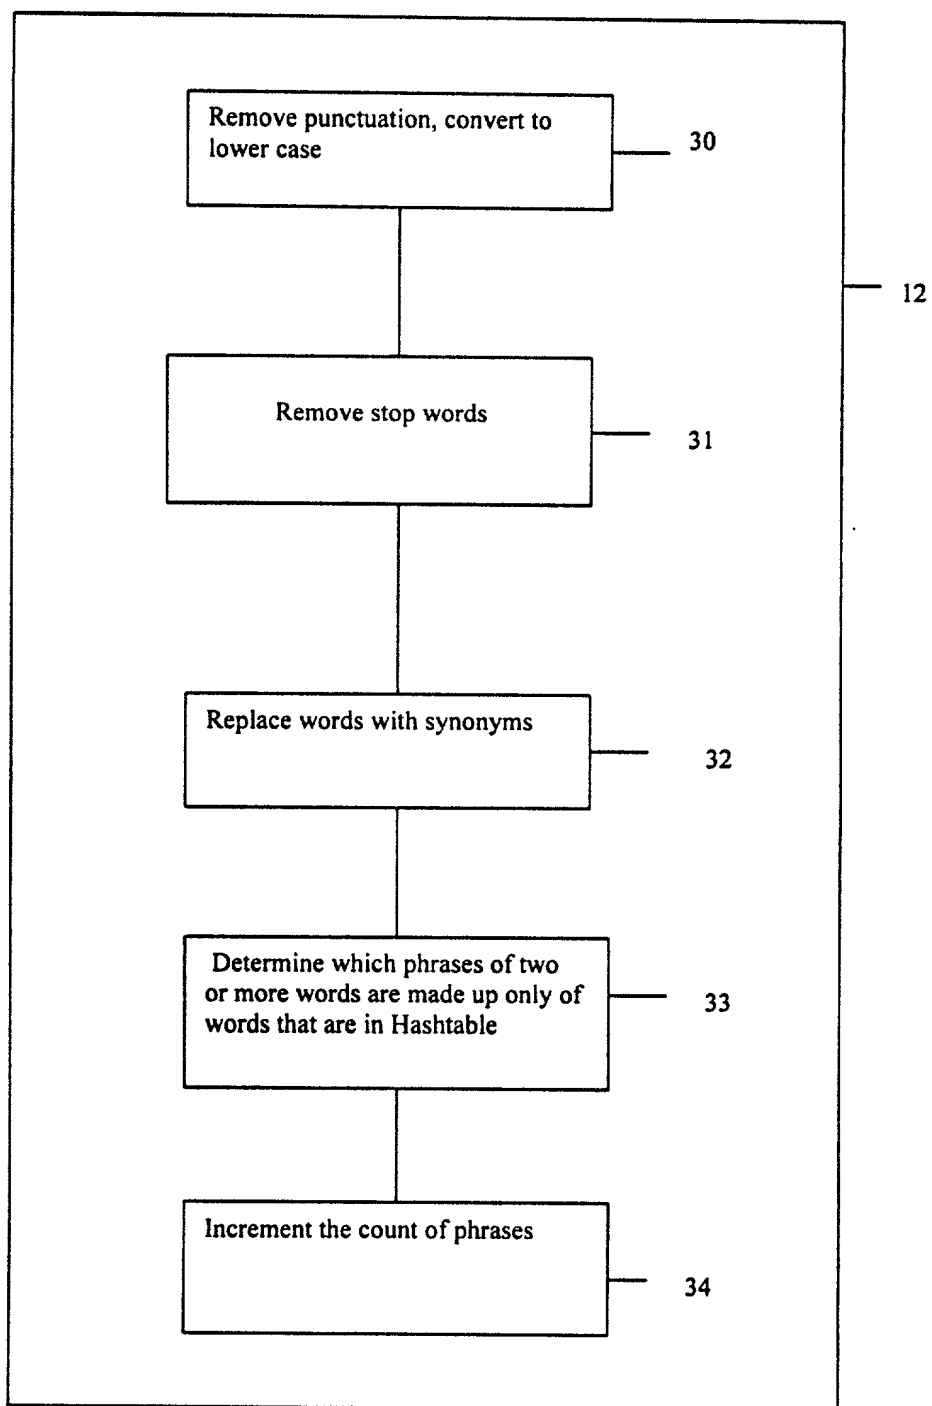 Remove punctuation, convert to
lower case
30
12
Remove stop words
31
Replace words with synonyms
32
Determine which phrases of two
or more words are made up only of
words that are in Hashtable
33
Increment the count of phrases
34